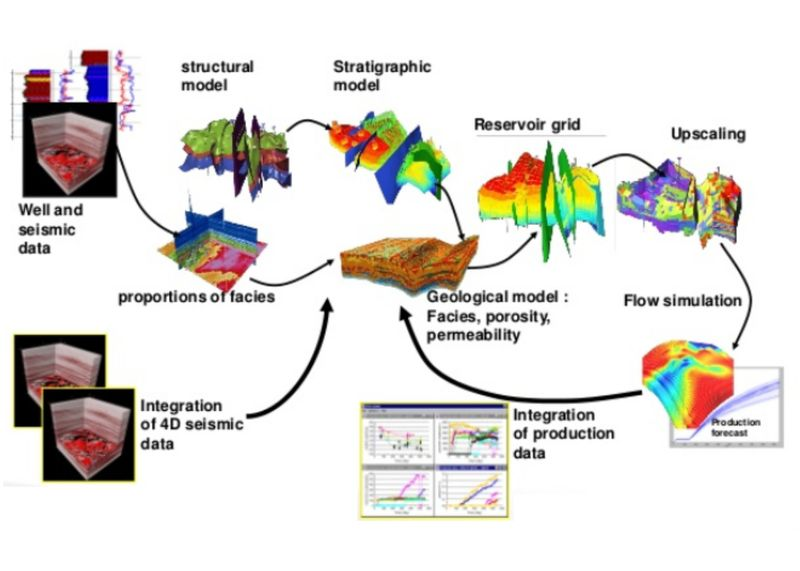 structural
model
Stratigraphic
model
Reservoir grid
Upscaling
Well and
seismic
data
proportions of facies
Geological model :
Facies, porosity,
permeability
Flow simulation
Integration
of 4D seismic
data
Integration
of production
data
Production
forecast